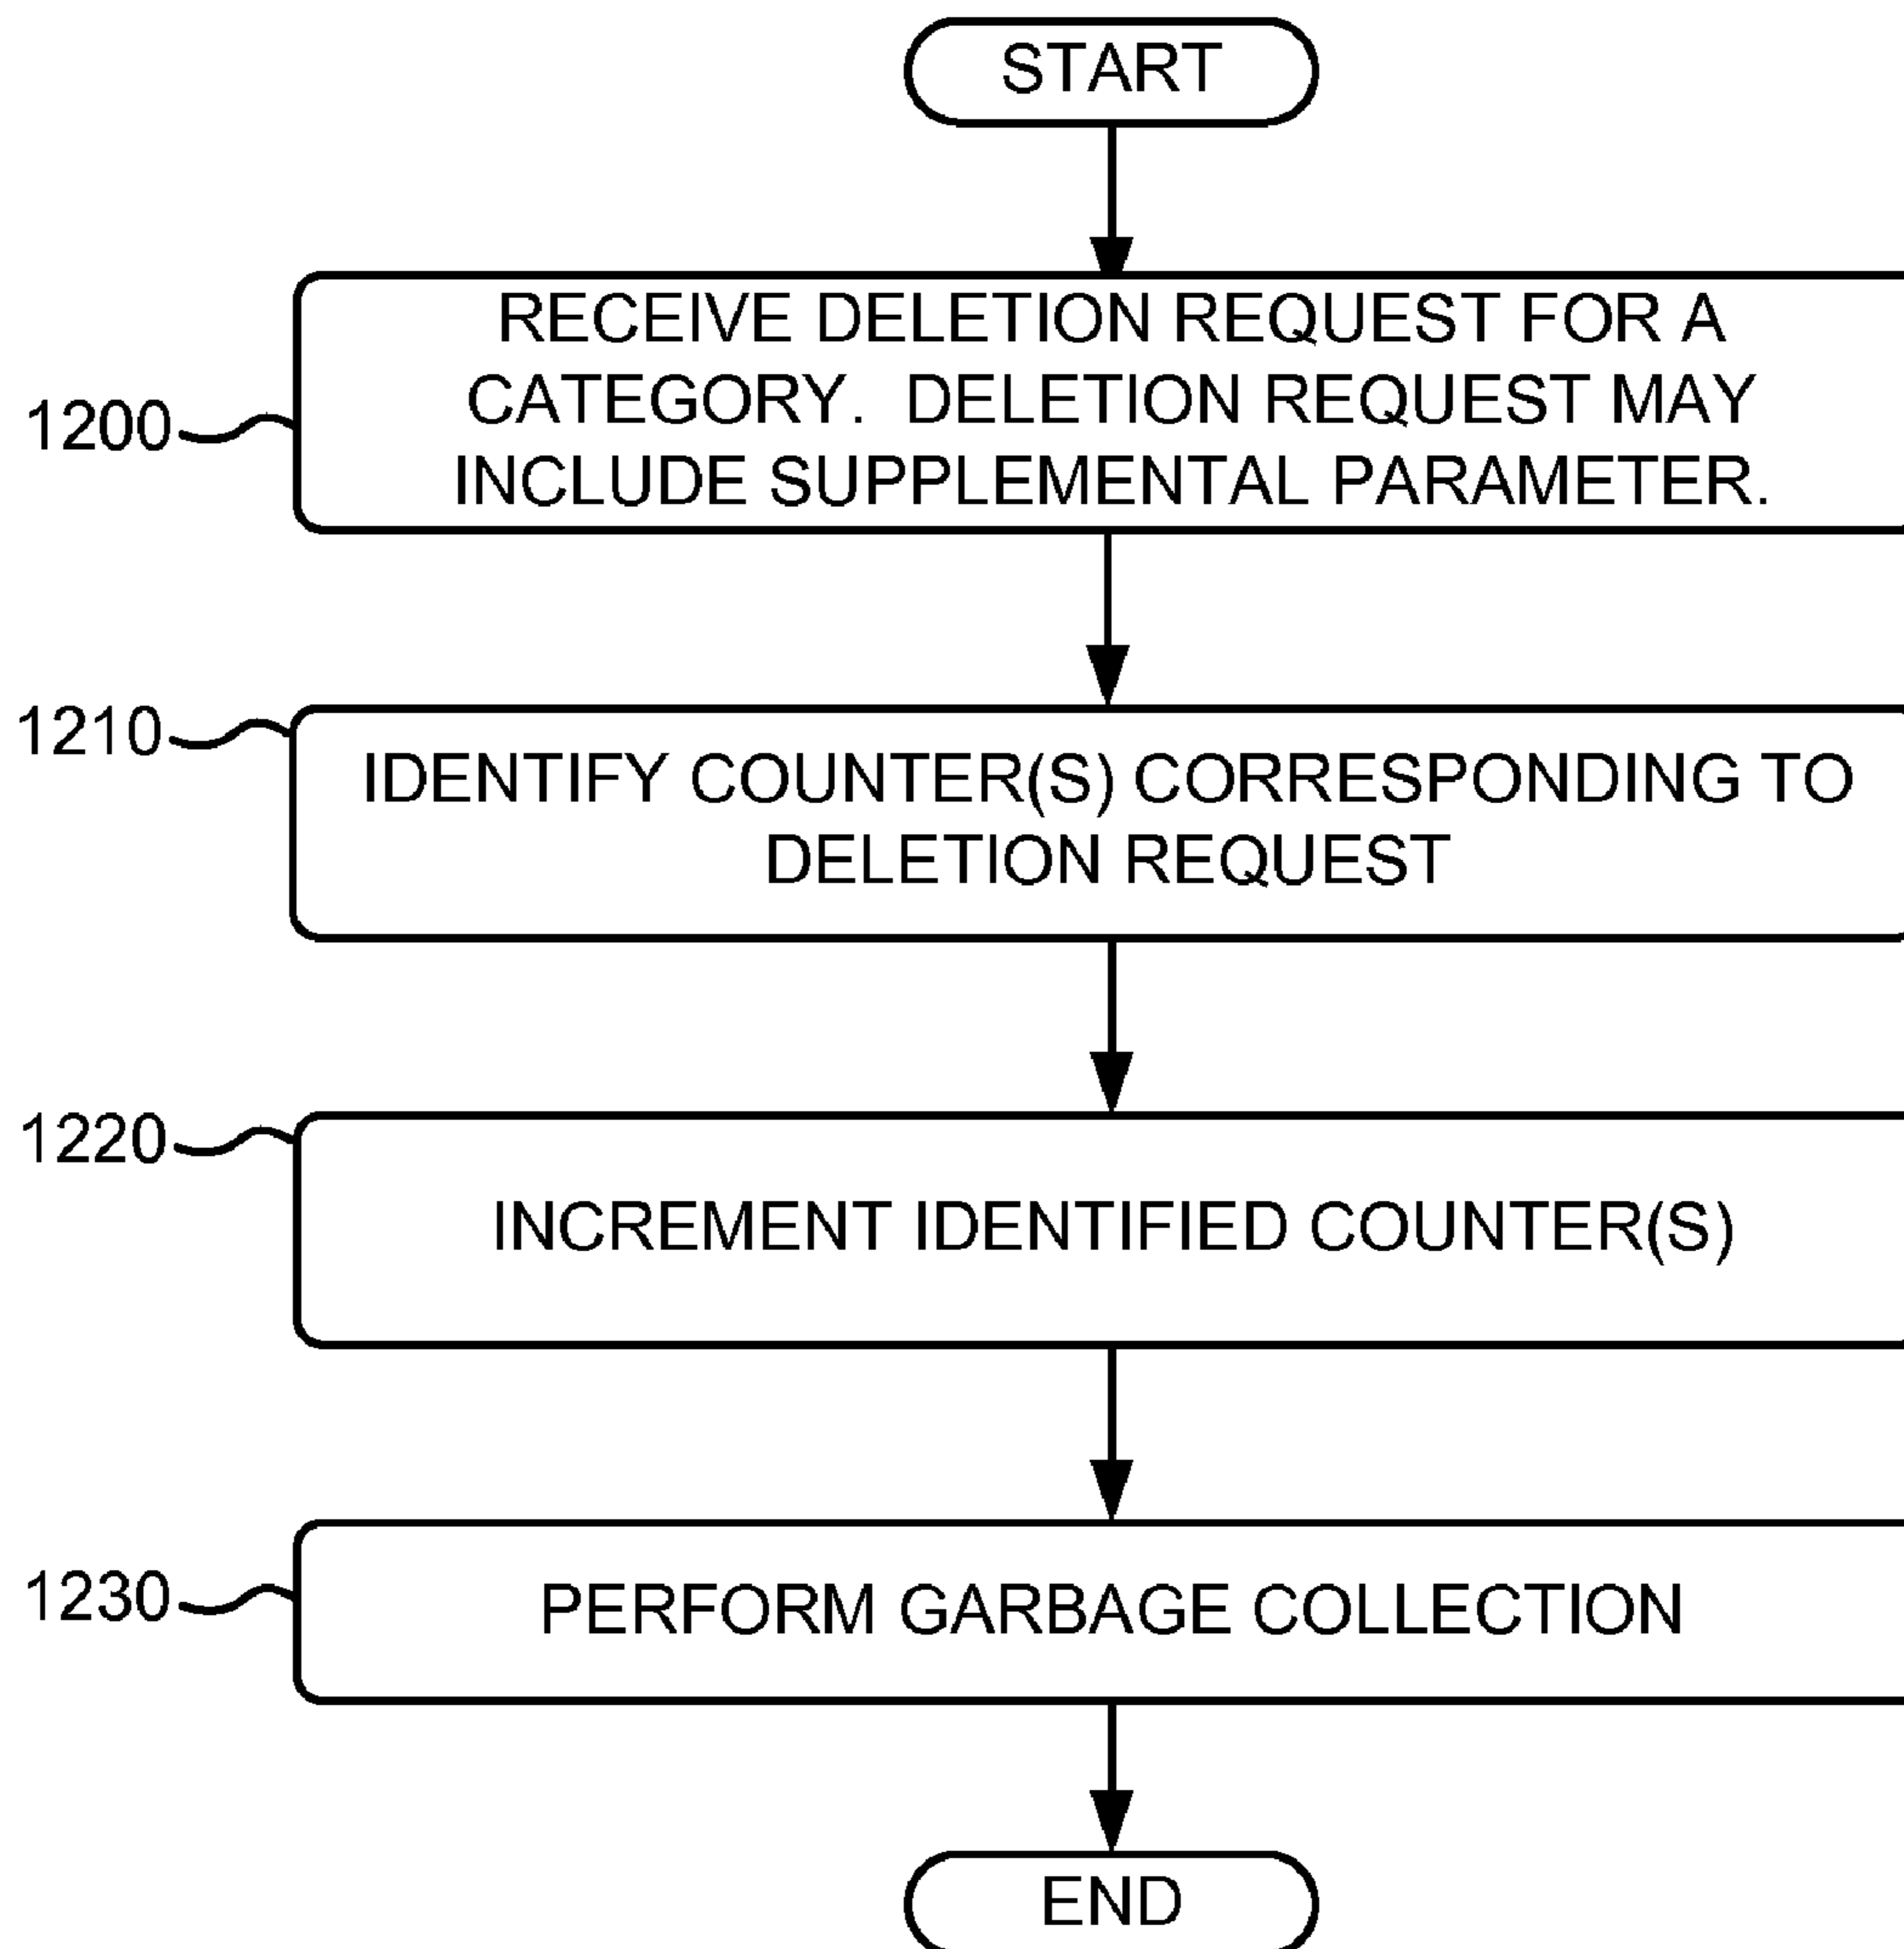 START
RECEIVE DELETION REQUEST FOR A
CATEGORY. DELETION REQUEST MAY
INCLUDE SUPPLEMENTAL PARAMETER.
1200
1210
IDENTIFY COUNTER(S) CORRESPONDING TO
DELETION REQUEST
1220
INCREMENT IDENTIFIED COUNTER(S)
1230
PERFORM GARBAGE COLLECTION
END